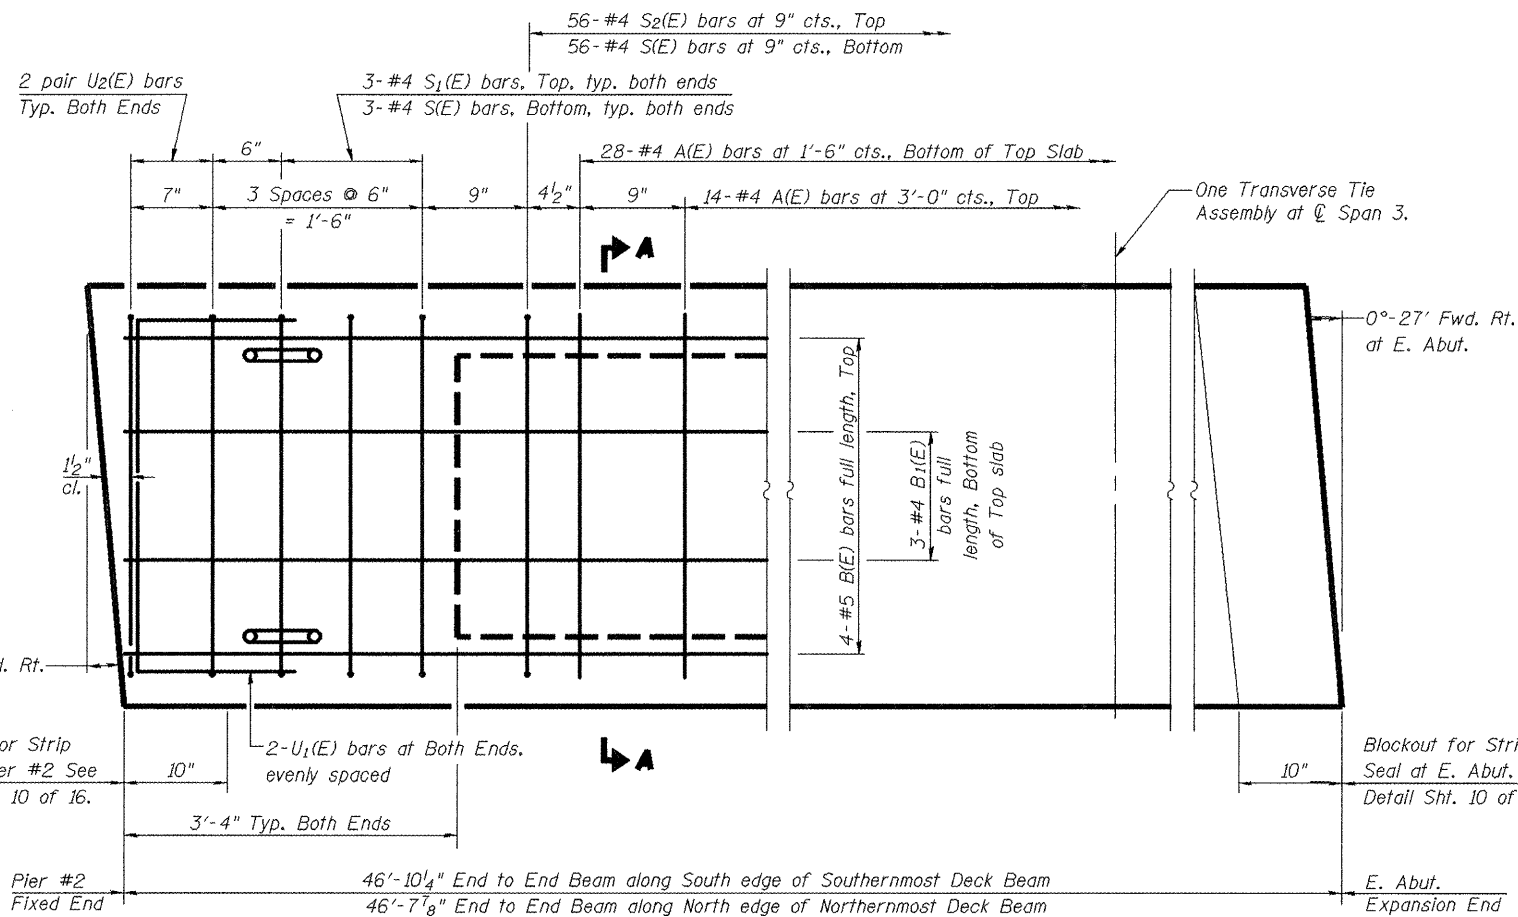 56-#4 S2(E) bars at 9" cts., Top
56-#4 S(E) bars at 9" cts., Bottom
2 pair U2(E) bars
Typ. Both Ends
3-#4 S1(E) bars, Top, typ. both ends
3-#4 S(E) bars, Bottom, typ. both ends
6"
28-#4 A(E) bars at 1'-6" cts., Bottom of Top Slab
7"
3 Spaces @ 6"
= 1'-6"
9"
4½"
9"
14-#4 A(E) bars at 3'-0" cts., Top
One Transverse Tie
Assembly at ℄ Span 3.
A
0°-27' Fwd. Rt.
at E. Abut.
1½"
cl.
4-#5 B(E) bars full length, Top
3-#4 B1(E)
bars full
length, Bottom
of Top slab
Rt.
2-U1(E) bars at Both Ends.
evenly spaced
A
or Strip
er #2 See
10 of 16.
10"
10"
Blockout for Stri
Seal at E. Abut.
Detail Sht. 10 of
3'-4" Typ. Both Ends
Pier #2
Fixed End
46'-10¼" End to End Beam along South edge of Southernmost Deck Beam
46'-7⅞" End to End Beam along North edge of Northernmost Deck Beam
E. Abut.
Expansion End